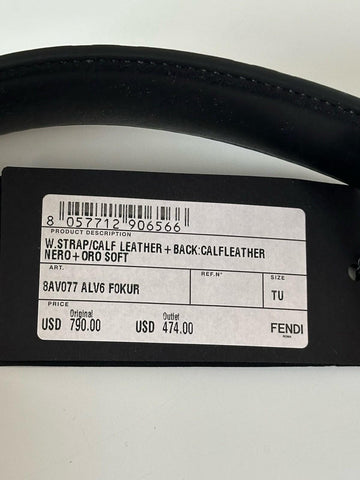 8 057712 906566
PRODUCT DESCRIPTION
W.STRAP/CALF LEATHER+BACK:CALFLEATHER
NERO+ORO SOFT
ART. REF.N° SIZE
8AV077 ALV6 F0KUR TU
PRICE
Original Outlet
USD 790.00 USD 474.00
FENDI
ROMA